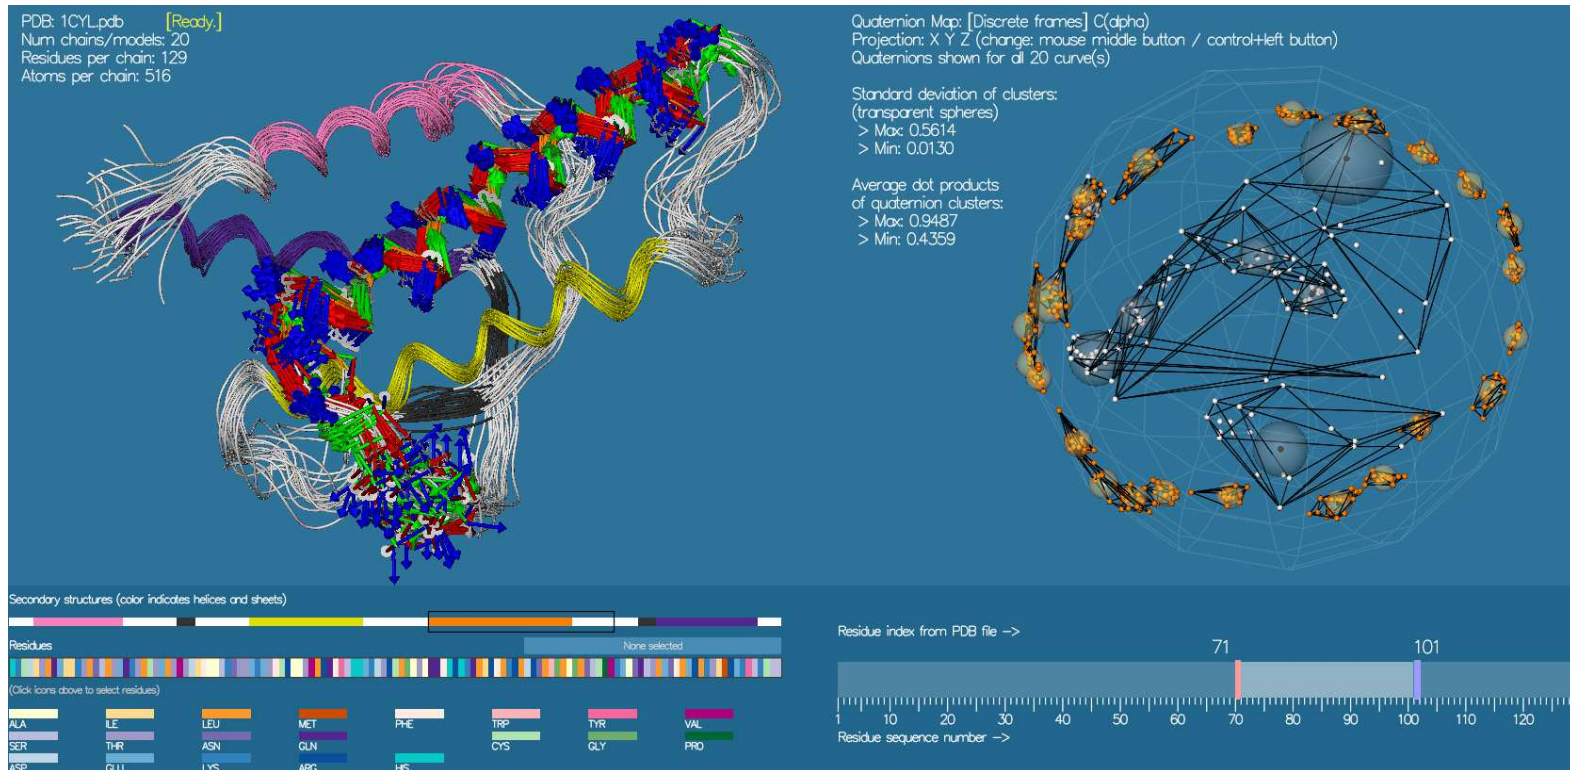 PDB: 1CYL.pdb [Ready.]
Num chains/models: 20
Residues per chain: 129
Atoms per chain: 516
Quaternion Map: [Discrete frames] C(alpha)
Projection: X Y Z (change: mouse middle button / control+left button)
Quaternions shown for all 20 curve(s)
Standard deviation of clusters:
(transparent spheres)
> Max: 0.5614
> Min: 0.0130
Average dot products
of quaternion clusters:
> Max: 0.9487
> Min: 0.4359
Secondary structures (color indicates helices and sheets)
Residues
None selected
(Click icons above to select residues)
ALA ILE LEU MET PHE TRP TYR VAL
SER THR ASN GLN CYS GLY PRO
ASP GLU LYS ARG HIS
Residue index from PDB file ->
71 101
1 10 20 30 40 50 60 70 80 90 100 110 120
Residue sequence number ->